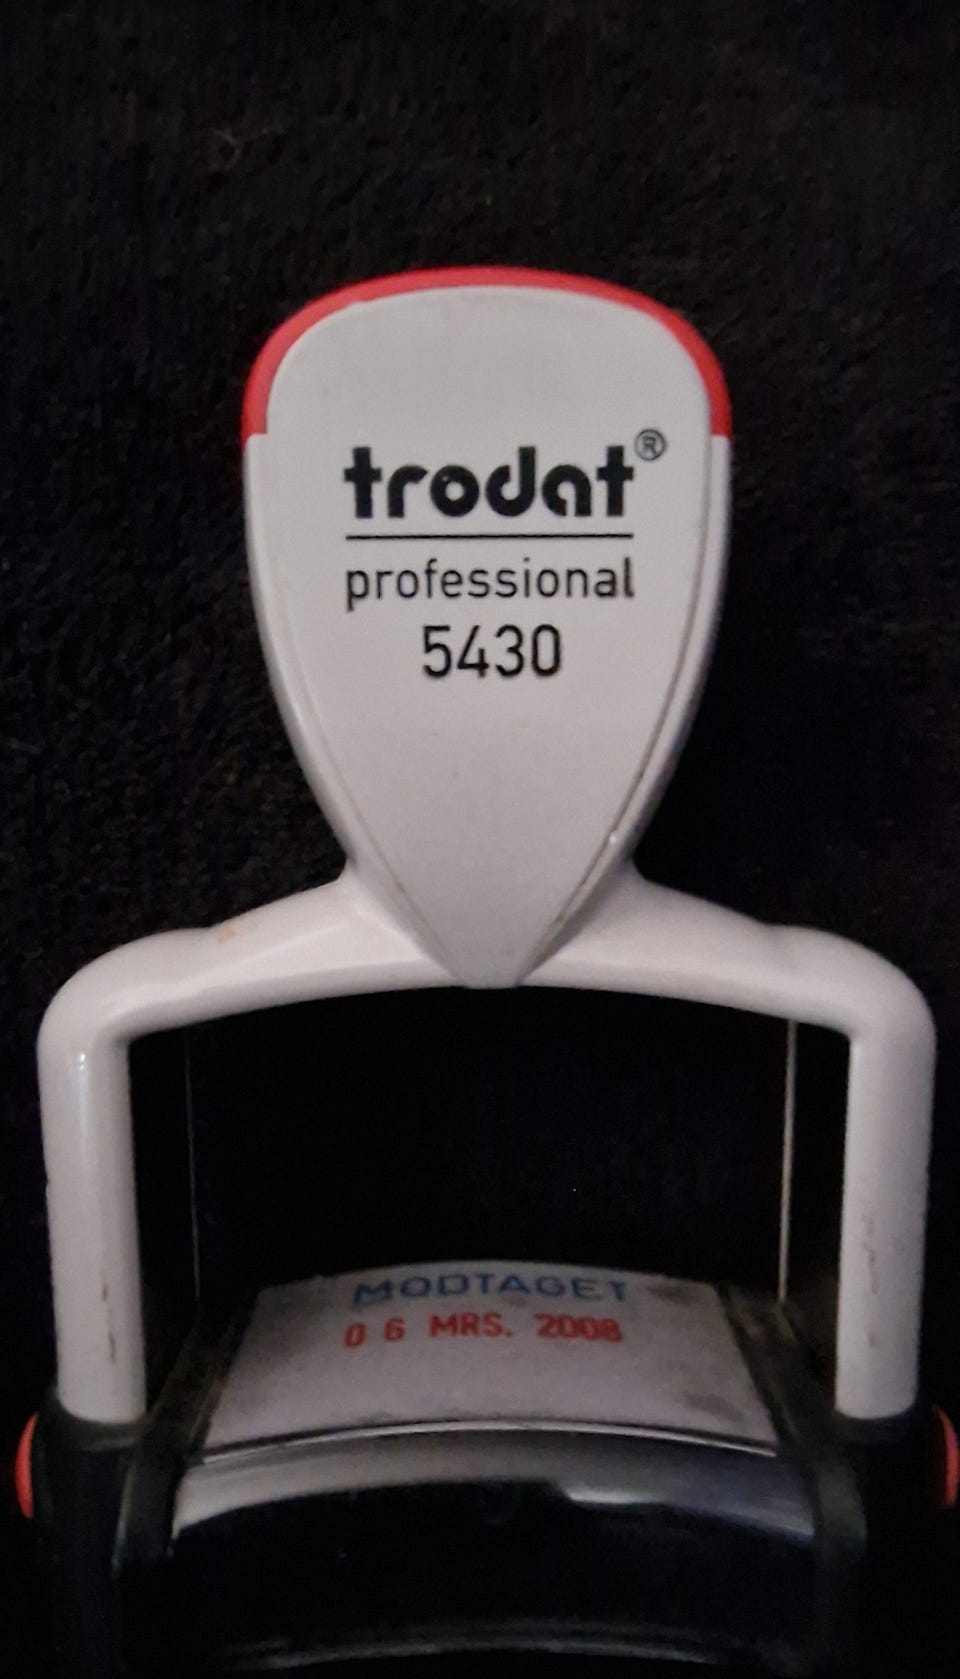 trodat®
professional
5430
MODTAGET
0 6 MRS. 2008